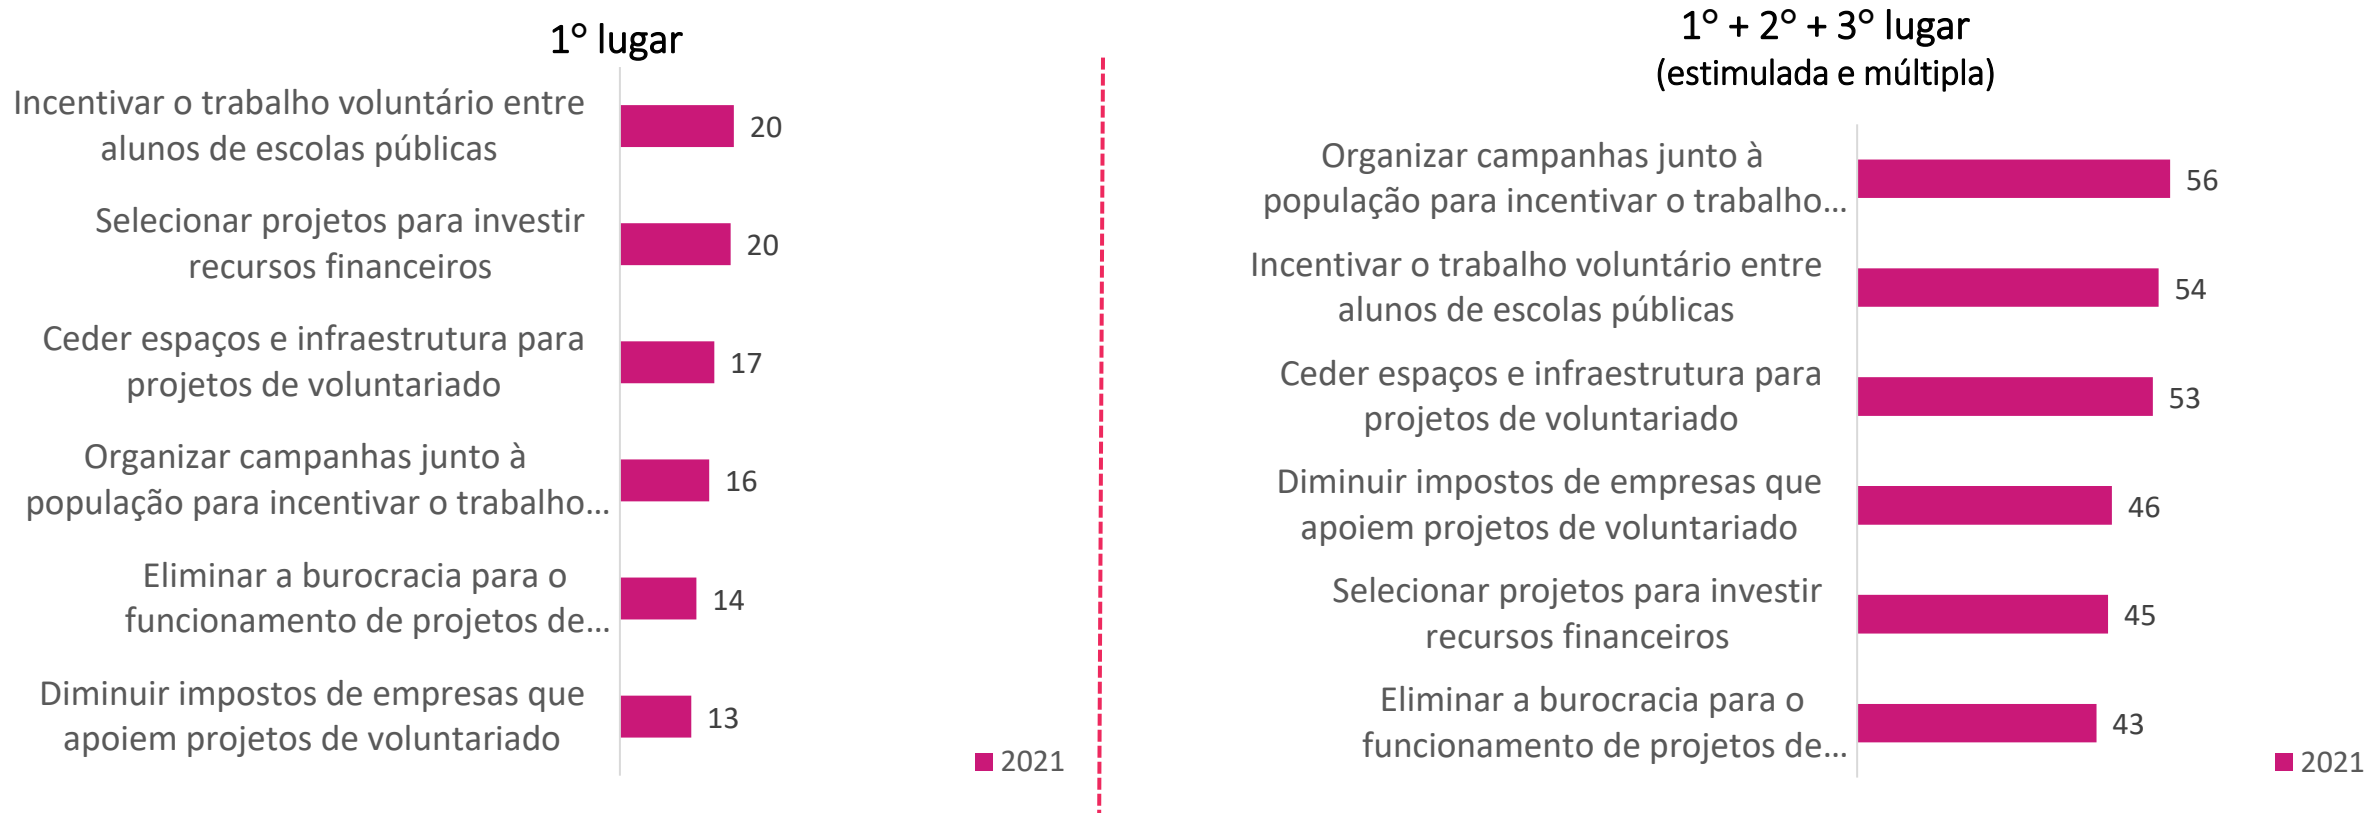 1° lugar
Incentivar o trabalho voluntário entre
alunos de escolas públicas
20
Selecionar projetos para investir
recursos financeiros
20
Ceder espaços e infraestrutura para
projetos de voluntariado
17
Organizar campanhas junto à
população para incentivar o trabalho...
16
Eliminar a burocracia para o
funcionamento de projetos de...
14
Diminuir impostos de empresas que
apoiem projetos de voluntariado
13
2021
1° + 2° + 3° lugar
(estimulada e múltipla)
Organizar campanhas junto à
população para incentivar o trabalho...
56
Incentivar o trabalho voluntário entre
alunos de escolas públicas
54
Ceder espaços e infraestrutura para
projetos de voluntariado
53
Diminuir impostos de empresas que
apoiem projetos de voluntariado
46
Selecionar projetos para investir
recursos financeiros
45
Eliminar a burocracia para o
funcionamento de projetos de...
43
2021